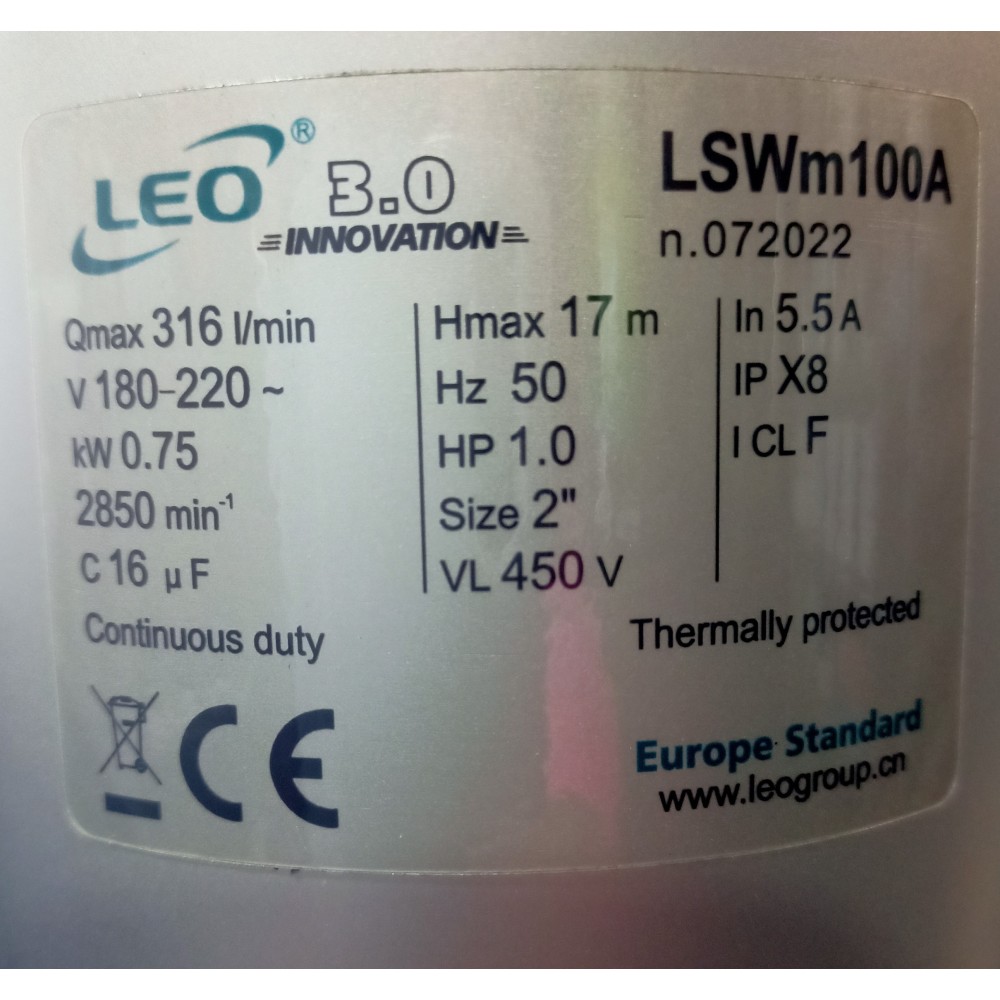 LEO® 3.0
INNOVATION
LSWm100A
n.072022
Qmax 316 l/min
V 180-220 ~
kW 0.75
2850 min⁻¹
C 16 µF
Hmax 17 m
Hz 50
HP 1.0
Size 2"
VL 450 V
In 5.5 A
IP X8
I CL F
Continuous duty
Thermally protected
CE
Europe Standard
www.leogroup.cn